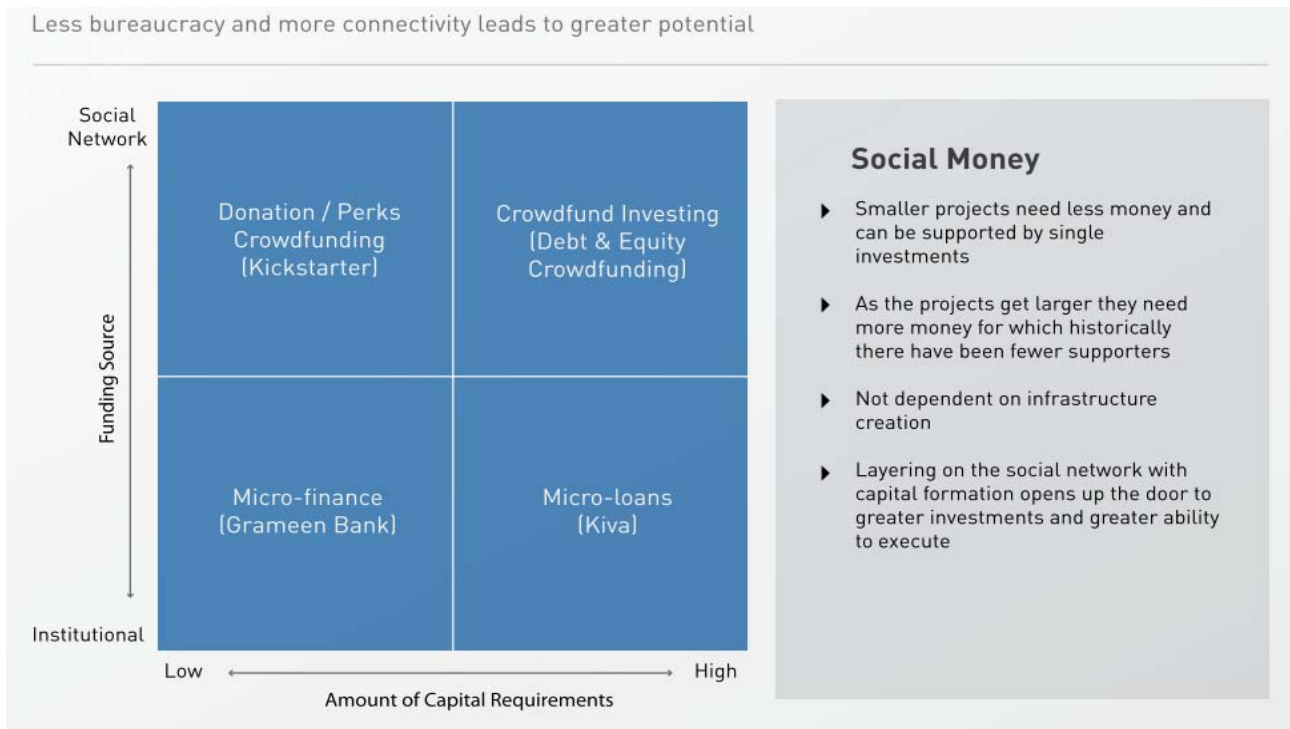 Less bureaucracy and more connectivity leads to greater potential
Social
Network
Funding Source
Institutional
Donation / Perks
Crowdfunding
(Kickstarter)
Crowdfund Investing
(Debt & Equity
Crowdfunding)
Micro-finance
(Grameen Bank)
Micro-loans
(Kiva)
Low
High
Amount of Capital Requirements
Social Money
Smaller projects need less money and
can be supported by single
investments
As the projects get larger they need
more money for which historically
there have been fewer supporters
Not dependent on infrastructure
creation
Layering on the social network with
capital formation opens up the door to
greater investments and greater ability
to execute